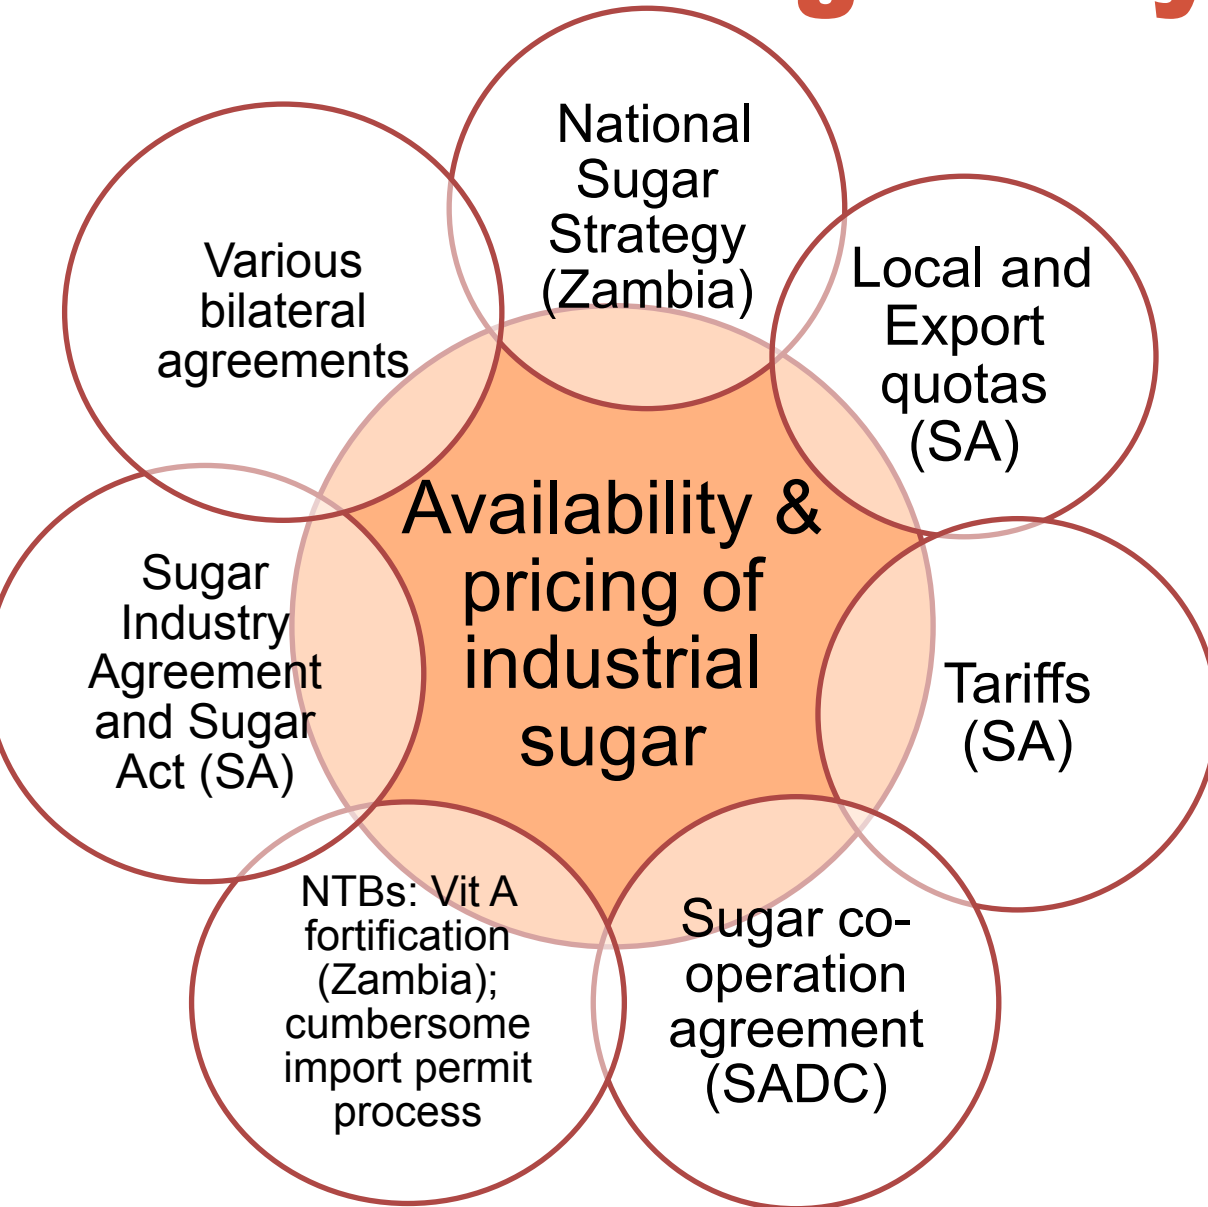 National
Sugar
Strategy
(Zambia)
Local and
Export
quotas
(SA)
Tariffs
(SA)
Sugar co-
operation
agreement
(SADC)
NTBs: Vit A
fortification
(Zambia);
cumbersome
import permit
process
Sugar
Industry
Agreement
and Sugar
Act (SA)
Various
bilateral
agreements
Availability &
pricing of
industrial
sugar